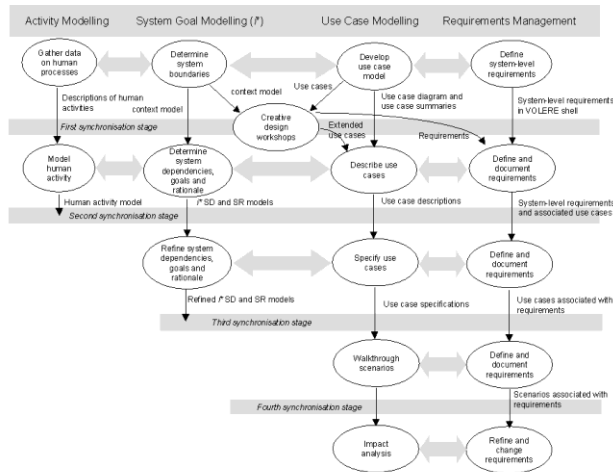 Activity Modelling
System Goal Modelling (i*)
Use Case Modelling
Requirements Management
Gather data
on human
processes
Determine
system
boundaries
Develop
use case
model
Define
system-level
requirements
Descriptions of human
activities
context model
context model
Use cases
Use case diagram and
use case summaries
System-level requirements
in VOLERE shell
Creative
design
workshops
Extended
use cases
Requirements
First synchronisation stage
Model
human
activity
Determine
system
dependencies,
goals and
rationale
Describe use
cases
Define and
document
requirements
Human activity model
i* SD and SR models
Use case descriptions
System-level requirements
and associated use cases
Second synchronisation stage
Refine system
dependencies,
goals and
rationale
Specify use
cases
Define and
document
requirements
Refined i* SD and SR models
Use case specifications
Use cases associated with
requirements
Third synchronisation stage
Walkthrough
scenarios
Define and
document
requirements
Scenarios associated with
requirements
Fourth synchronisation stage
Impact
analysis
Refine and
change
requirements